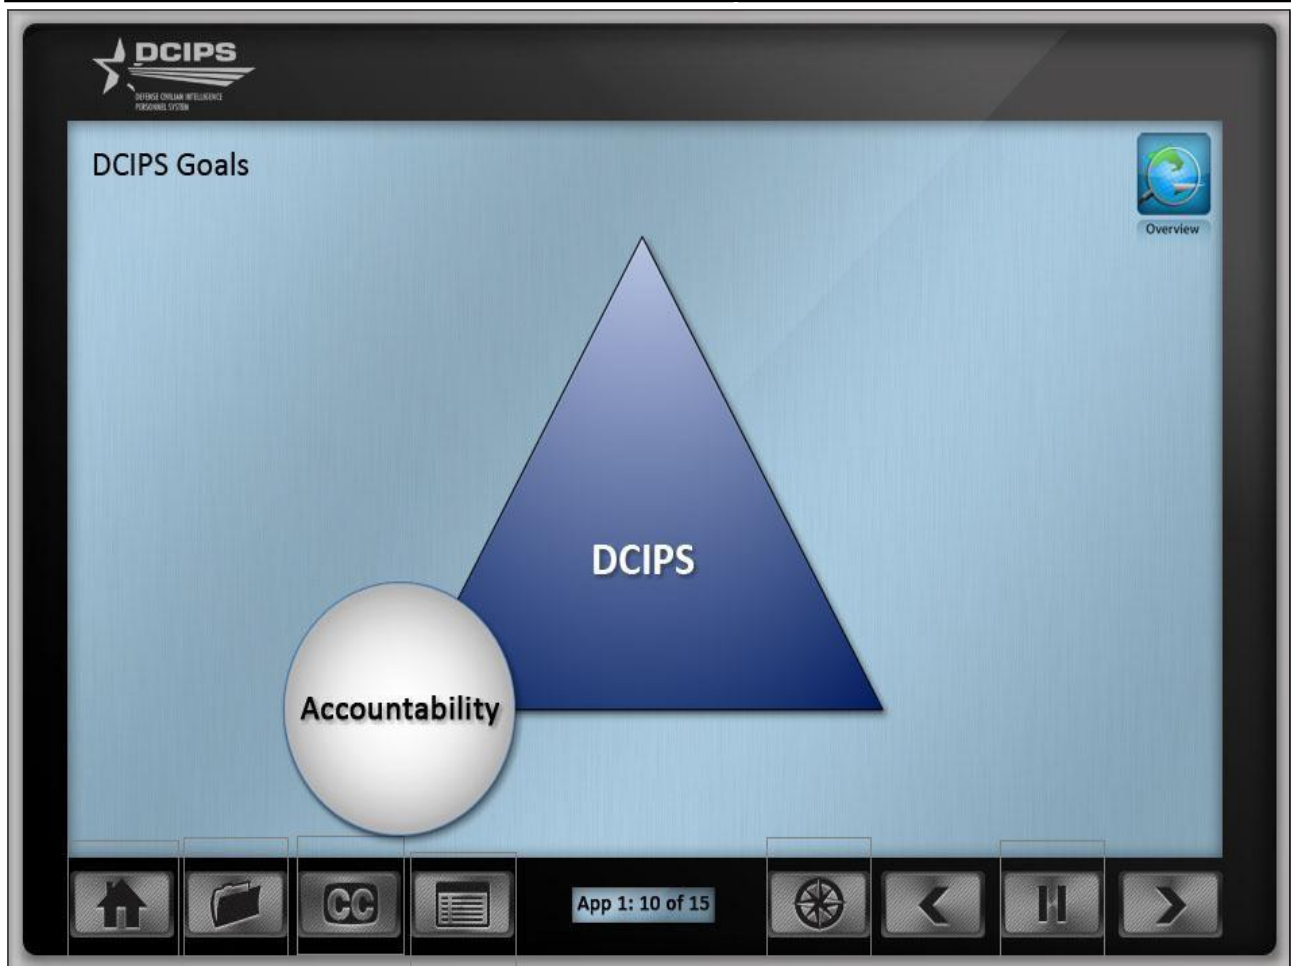 DCIPS
DEFENSE CIVILIAN INTELLIGENCE
PERSONNEL SYSTEM
DCIPS Goals
Overview
DCIPS
Accountability
CC
App 1: 10 of 15